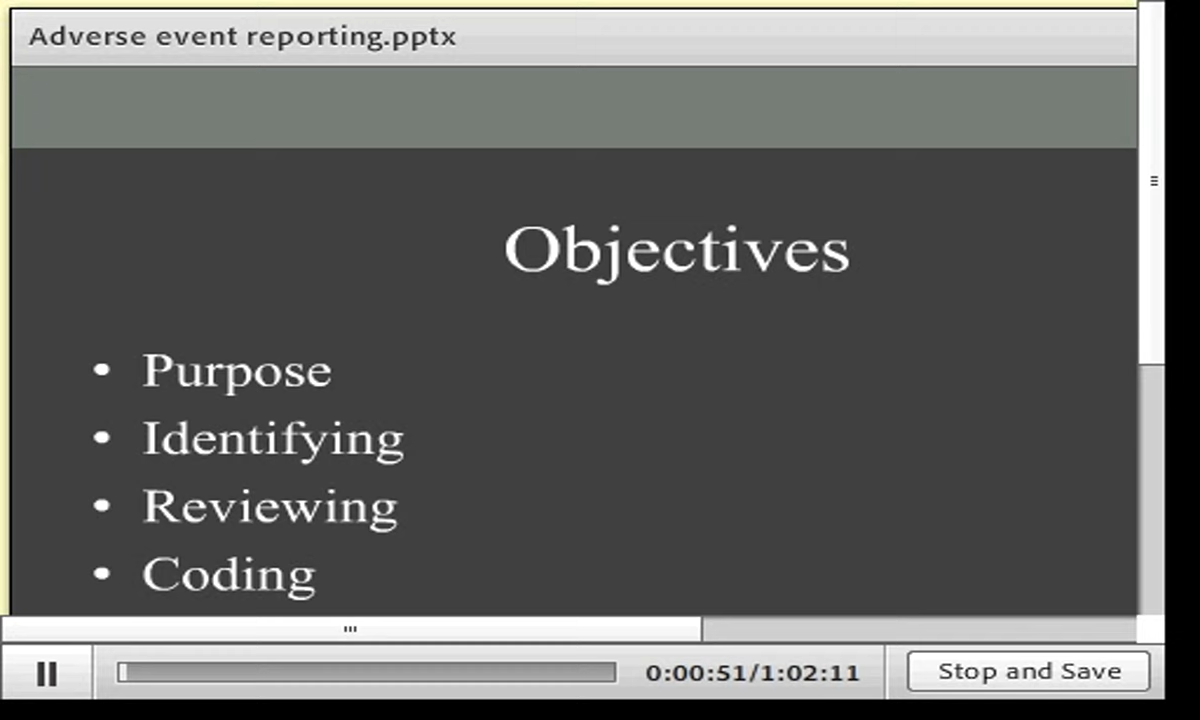 Adverse event reporting.pptx
Objectives
• Purpose
• Identifying
• Reviewing
• Coding
0:00:51/1:02:11
Stop and Save